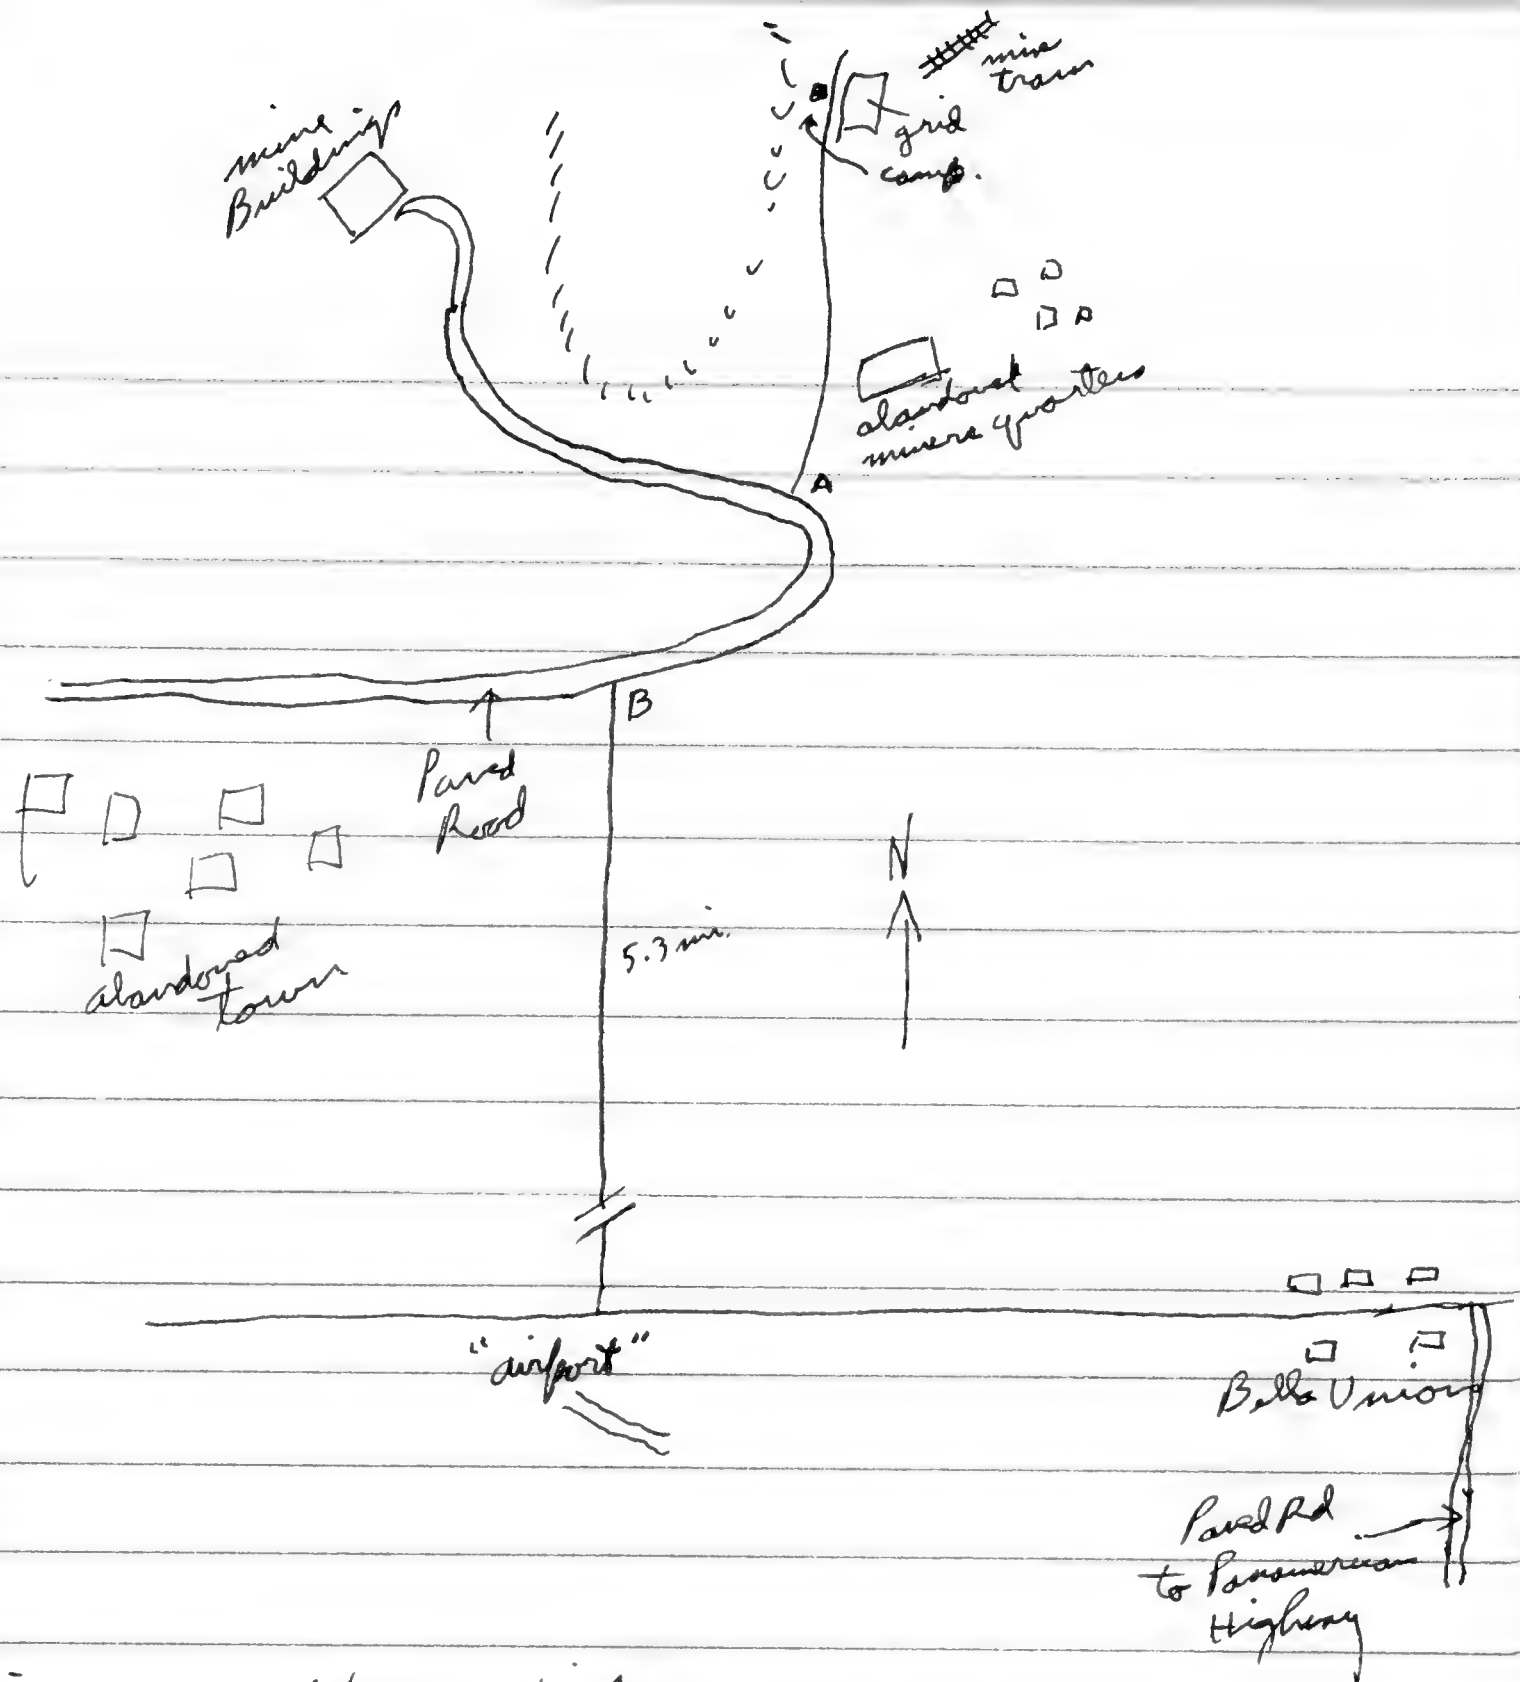 mine
tram
mine
Buildings
grid
camp.
abandoned
miners quarters
A
B
Paved
Road
N
5.3 mi.
abandoned
town
"airport"
Bella Union
Paved Rd
to Panamerican
Highway